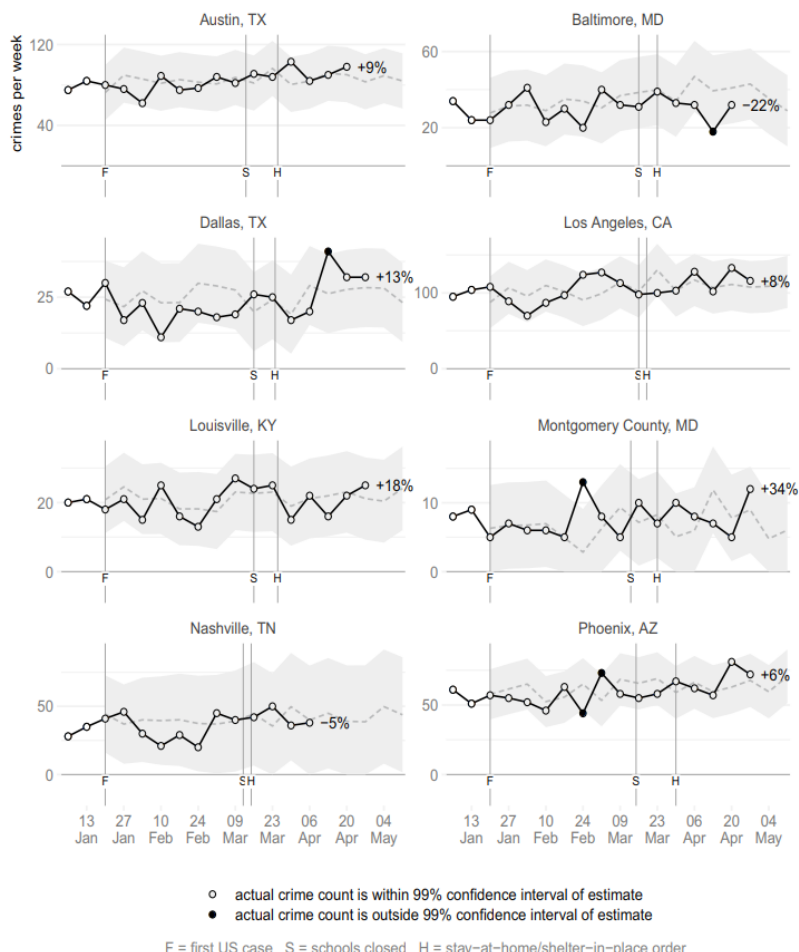 Austin, TX
Baltimore, MD
crimes per week
120
40
+9%
F S H
60
20
−22%
F S H
Dallas, TX
Los Angeles, CA
25
0
+13%
F S H
100
0
+8%
F S H
Louisville, KY
Montgomery County, MD
20
0
+18%
F S H
10
0
+34%
F S H
Nashville, TN
Phoenix, AZ
50
0
−5%
F S H
50
0
+6%
F S H
13 27 10 24 09 23 06 20 04
Jan Jan Feb Feb Mar Mar Apr Apr May
13 27 10 24 09 23 06 20 04
Jan Jan Feb Feb Mar Mar Apr Apr May
actual crime count is within 99% confidence interval of estimate
actual crime count is outside 99% confidence interval of estimate
F = first US case S = schools closed H = stay−at−home/shelter−in−place order